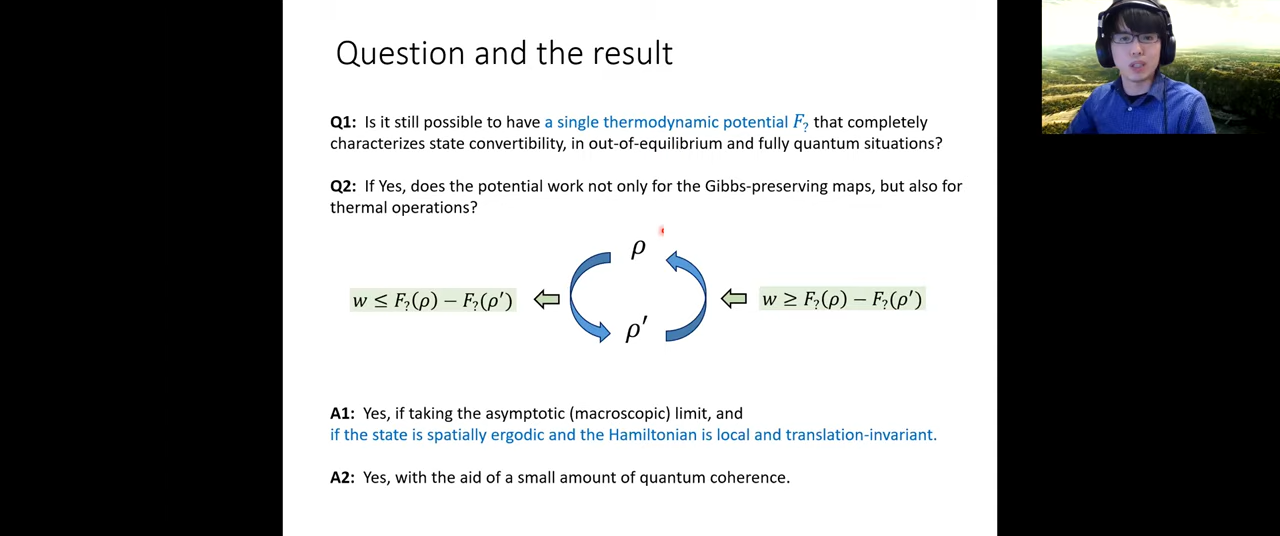 Question and the result
Q1: Is it still possible to have a single thermodynamic potential F? that completely
characterizes state convertibility, in out-of-equilibrium and fully quantum situations?
Q2: If Yes, does the potential work not only for the Gibbs-preserving maps, but also for
thermal operations?
ρ
w ≤ F?(ρ) − F?(ρ′)
w ≥ F?(ρ) − F?(ρ′)
ρ′
A1: Yes, if taking the asymptotic (macroscopic) limit, and
if the state is spatially ergodic and the Hamiltonian is local and translation-invariant.
A2: Yes, with the aid of a small amount of quantum coherence.